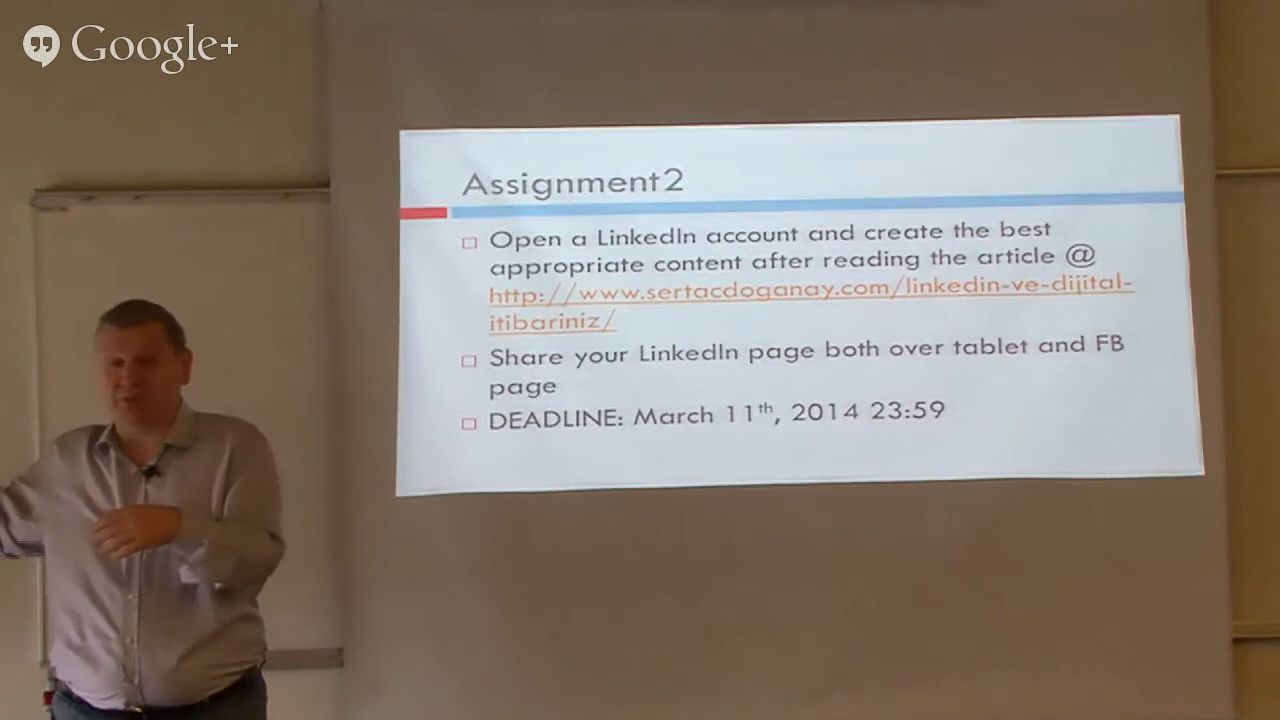 Google+
Assignment2
Open a LinkedIn account and create the best
appropriate content after reading the article @
http://www.sertacdoganay.com/linkedin-ve-dijital-
itibariniz/
Share your LinkedIn page both over tablet and FB
page
DEADLINE: March 11th, 2014 23:59